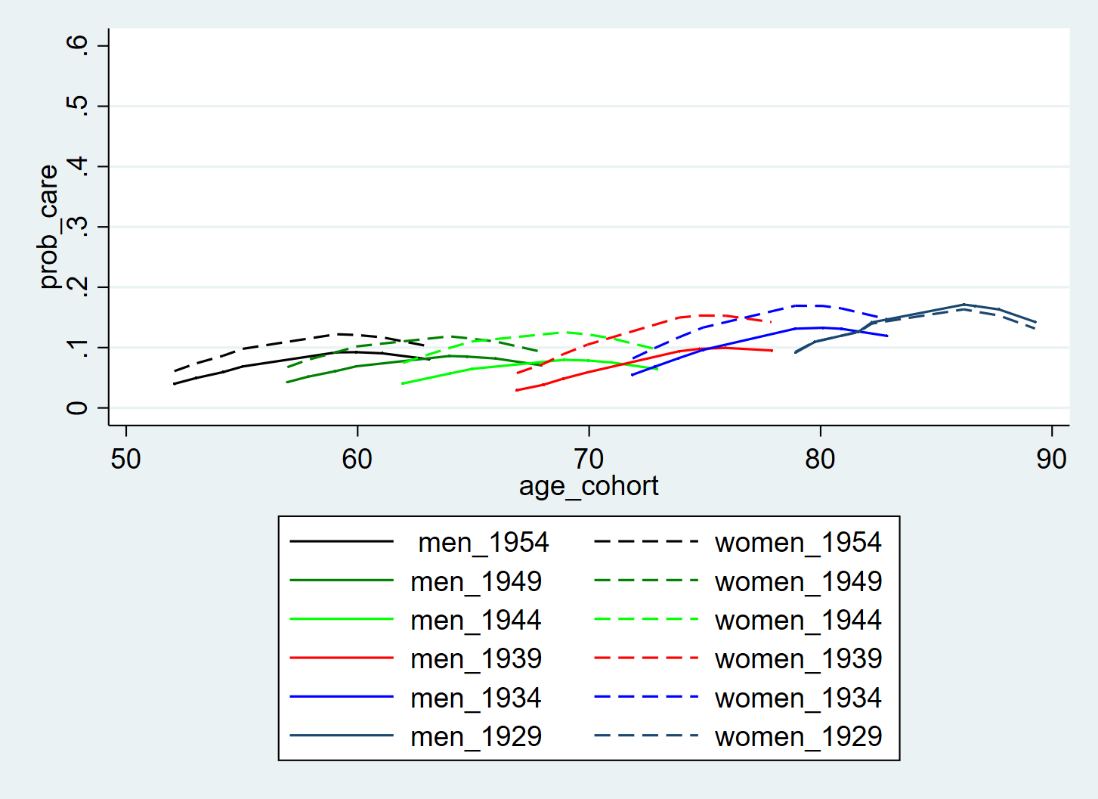 prob_care
.6
.5
.4
.3
.2
.1
0
50 60 70 80 90
age_cohort
men_1954 women_1954
men_1949 women_1949
men_1944 women_1944
men_1939 women_1939
men_1934 women_1934
men_1929 women_1929